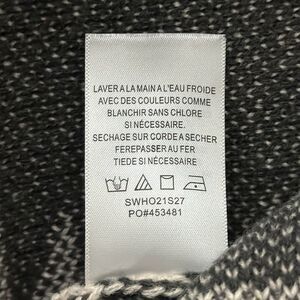 LAVER A LA MAIN A L'EAU FROIDE
AVEC DES COULEURS COMME
BLANCHIR SANS CHLORE
SI NÉCESSAIRE.
SECHAGE SUR CORDE A SECHER
FEREPASSER AU FER
TIEDE SI NÉCESSAIRE
SWHO21S27
PO#453481